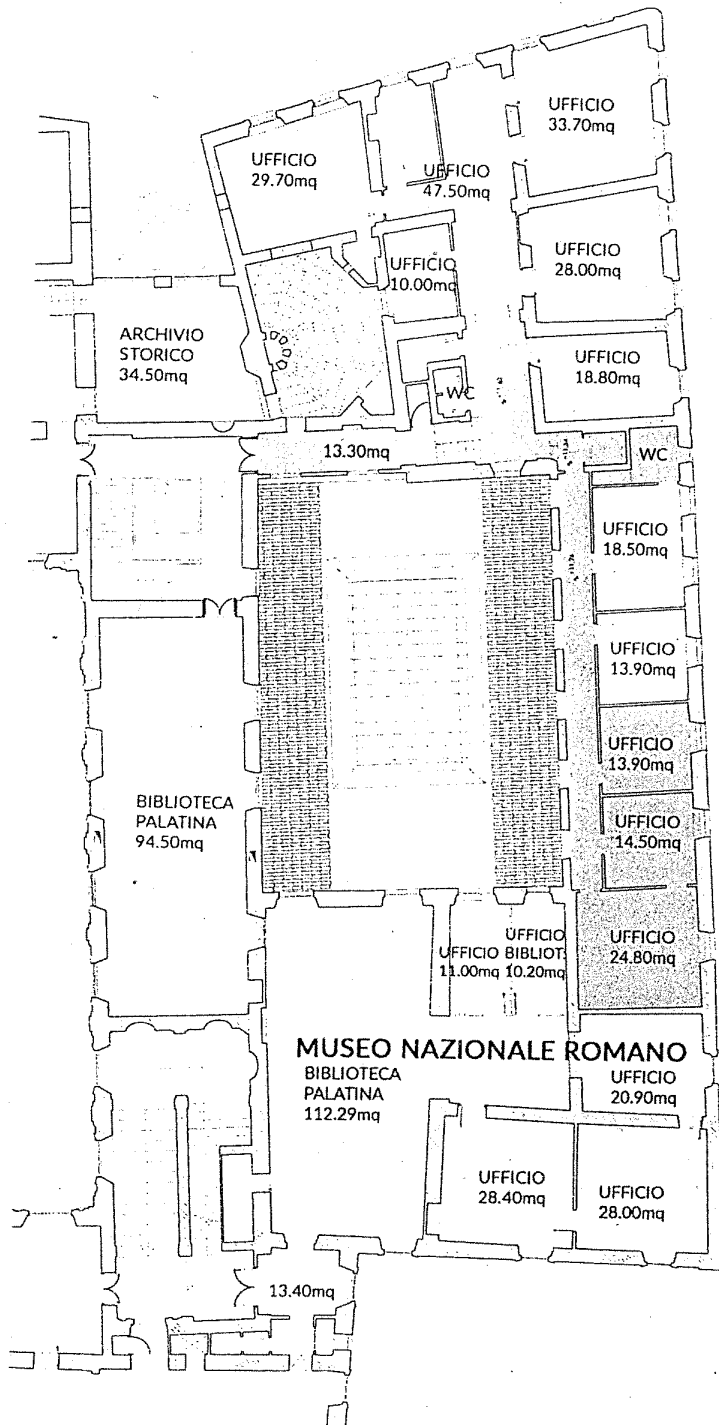 UFFICIO
33.70mq
UFFICIO
29.70mq
UFFICIO
47.50mq
UFFICIO
28.00mq
UFFICIO
10.00mq
ARCHIVIO
STORICO
34.50mq
UFFICIO
18.80mq
WC
13.30mq
WC
UFFICIO
18.50mq
UFFICIO
13.90mq
UFFICIO
13.90mq
BIBLIOTECA
PALATINA
94.50mq
UFFICIO
14.50mq
UFFICIO
24.80mq
UFFICIO
11.00mq
UFFICIO
BIBLIOT.
10.20mq
MUSEO NAZIONALE ROMANO
BIBLIOTECA
PALATINA
112.29mq
UFFICIO
20.90mq
UFFICIO
28.40mq
UFFICIO
28.00mq
13.40mq